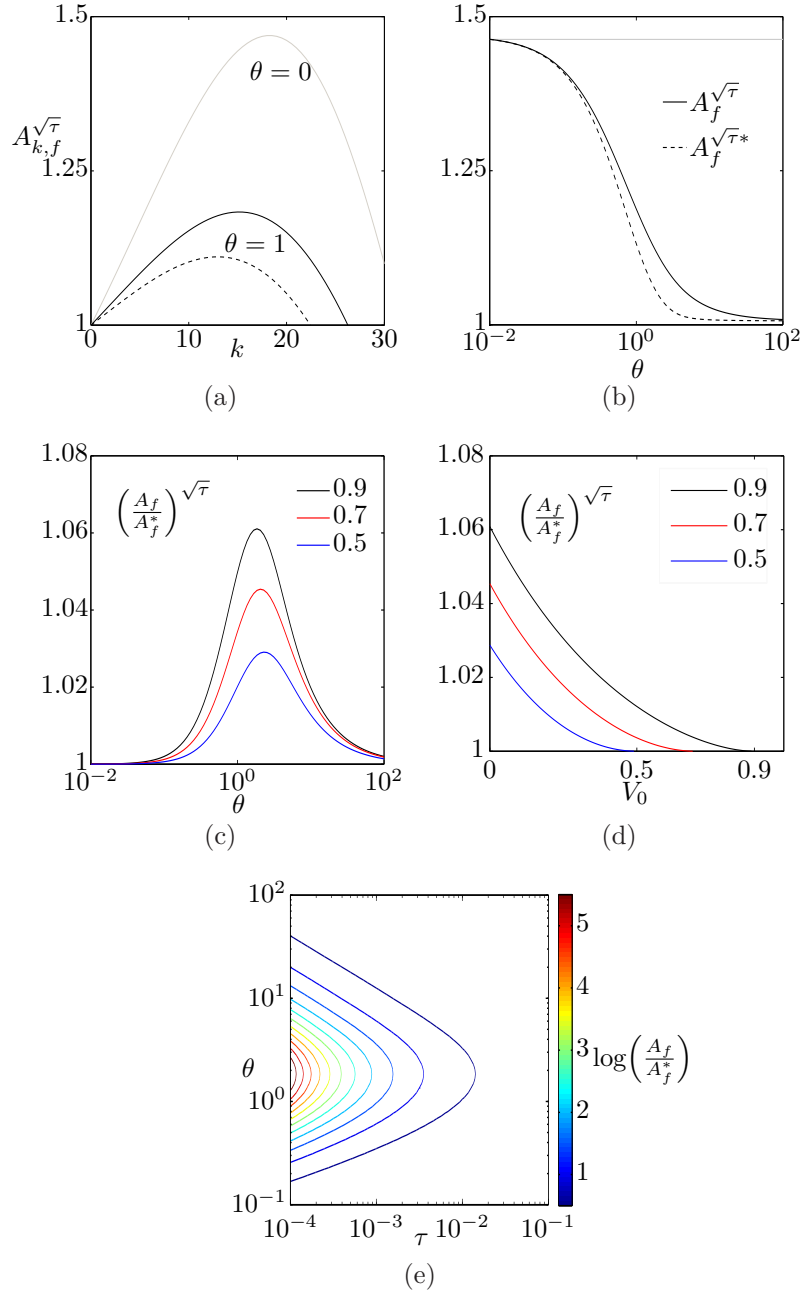 1.5
A_{k,f}^{√τ}
1.25
1
θ = 0
θ = 1
0 10 20 30
k
(a)
1.5
1.25
1
A_f^{√τ}
A_f^{√τ*}
10^{-2} 10^0 10^2
θ
(b)
1.08
1.06
1.04
1.02
1
(A_f/A_f^*)^{√τ}
0.9
0.7
0.5
10^{-2} 10^0 10^2
θ
(c)
1.08
1.06
1.04
1.02
1
(A_f/A_f^*)^{√τ}
0.9
0.7
0.5
0 0.5 0.9
V_0
(d)
10^2
10^1
θ
10^0
10^{-1}
10^{-4} 10^{-3} τ 10^{-2} 10^{-1}
5
4
3
2
1
log(A_f/A_f^*)
(e)